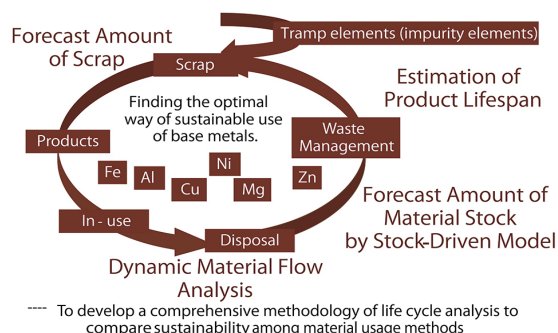 Forecast Amount
of Scrap
Tramp elements (impurity elements)
Scrap
Estimation of
Product Lifespan
Finding the optimal
way of sustainable use
of base metals.
Products
Waste
Management
Fe
Al
Cu
Ni
Mg
Zn
In - use
Disposal
Forecast Amount of
Material Stock
by Stock-Driven Model
Dynamic Material Flow
Analysis
---- To develop a comprehensive methodology of life cycle analysis to
compare sustainability among material usage methods